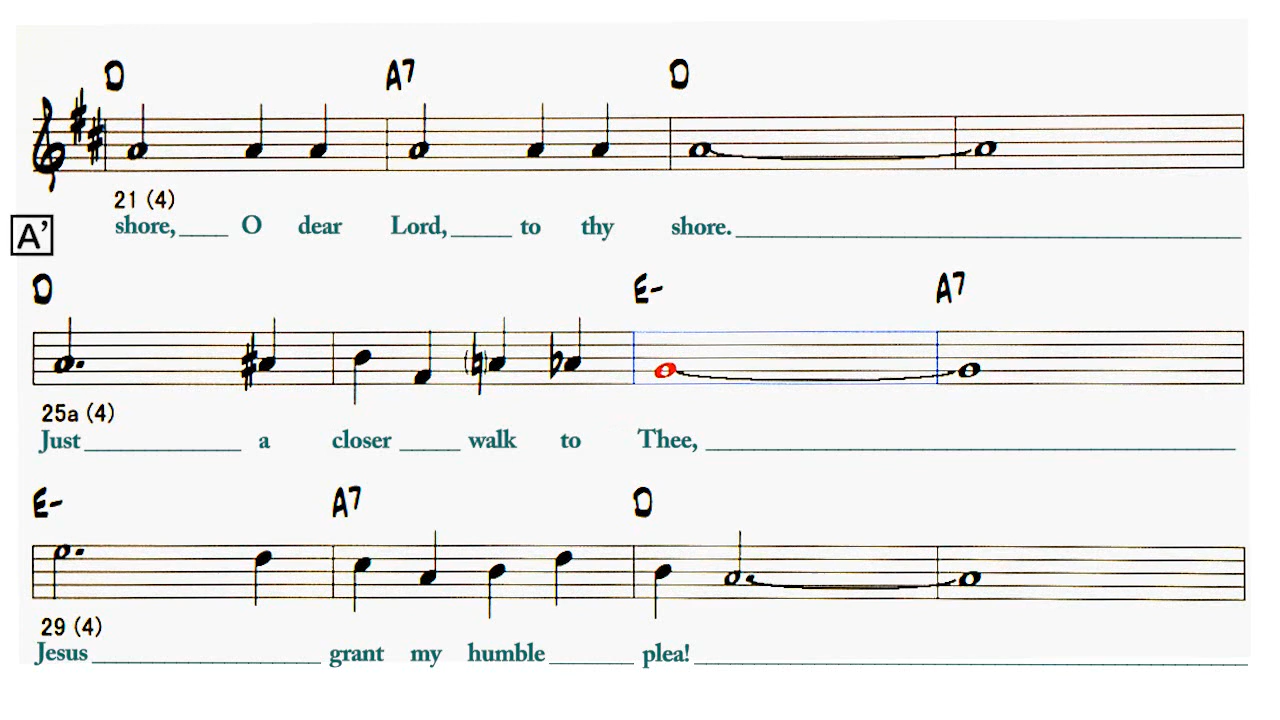 D A7 D
21 (4)
shore, O dear Lord, to thy shore.
A'
D E- A7
25a (4)
Just a closer walk to Thee,
E- A7 D
29 (4)
Jesus grant my humble plea!